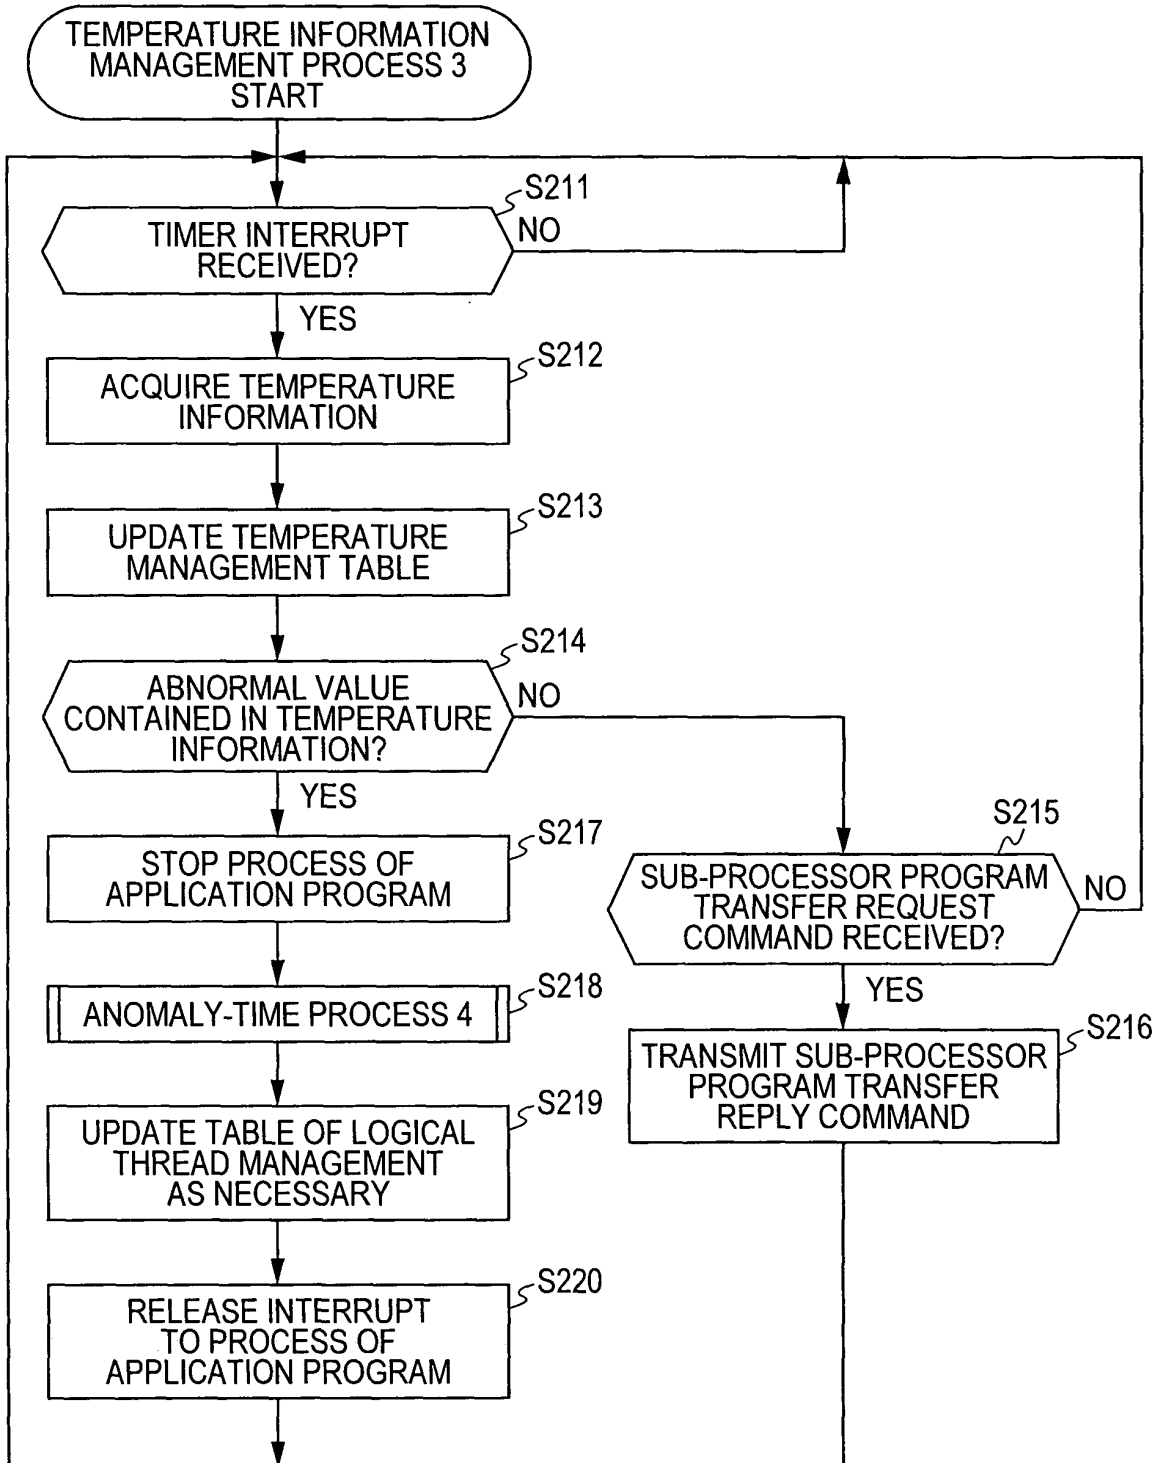 TEMPERATURE INFORMATION
MANAGEMENT PROCESS 3
START
S211
TIMER INTERRUPT
RECEIVED?
NO
YES
S212
ACQUIRE TEMPERATURE
INFORMATION
S213
UPDATE TEMPERATURE
MANAGEMENT TABLE
S214
ABNORMAL VALUE
CONTAINED IN TEMPERATURE
INFORMATION?
NO
YES
S215
SUB-PROCESSOR PROGRAM
TRANSFER REQUEST
COMMAND RECEIVED?
NO
YES
S216
TRANSMIT SUB-PROCESSOR
PROGRAM TRANSFER
REPLY COMMAND
S217
STOP PROCESS OF
APPLICATION PROGRAM
S218
ANOMALY-TIME PROCESS 4
S219
UPDATE TABLE OF LOGICAL
THREAD MANAGEMENT
AS NECESSARY
S220
RELEASE INTERRUPT
TO PROCESS OF
APPLICATION PROGRAM